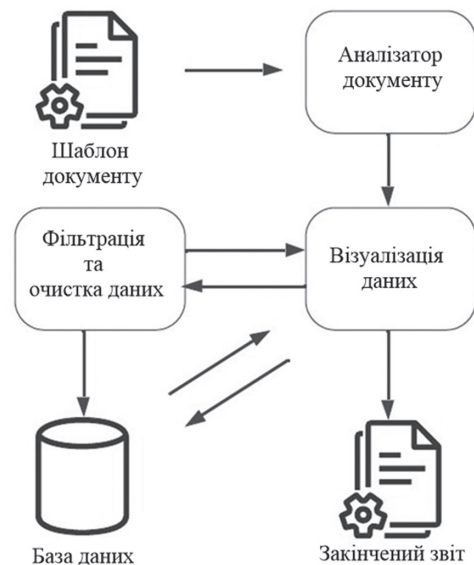 Аналізатор
документу
Шаблон
документу
Фільтрація
та
очистка даних
Візуалізація
даних
База даних
Закінчений звіт